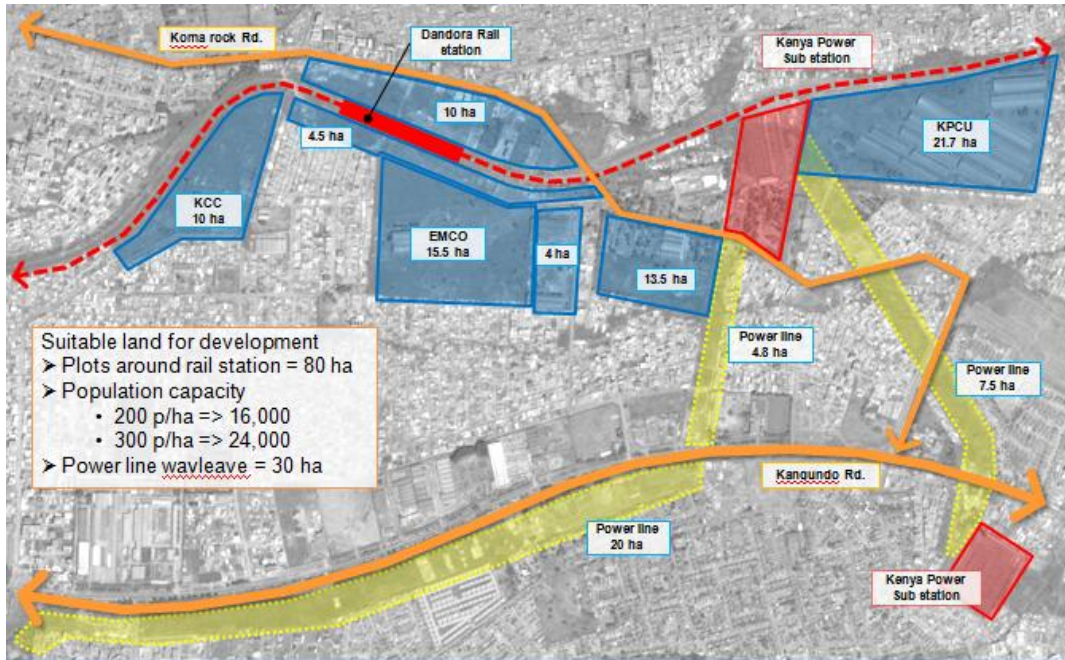 Koma rock Rd.
Dandora Rail
station
Kenya Power
Sub station
10 ha
4.5 ha
KPCU
21.7 ha
KCC
10 ha
EMCO
15.5 ha
4 ha
13.5 ha
Power line
4.8 ha
Power line
7.5 ha
Suitable land for development
➢ Plots around rail station = 80 ha
➢ Population capacity
• 200 p/ha => 16,000
• 300 p/ha => 24,000
➢ Power line wayleave = 30 ha
Kangundo Rd.
Power line
20 ha
Kenya Power
Sub station